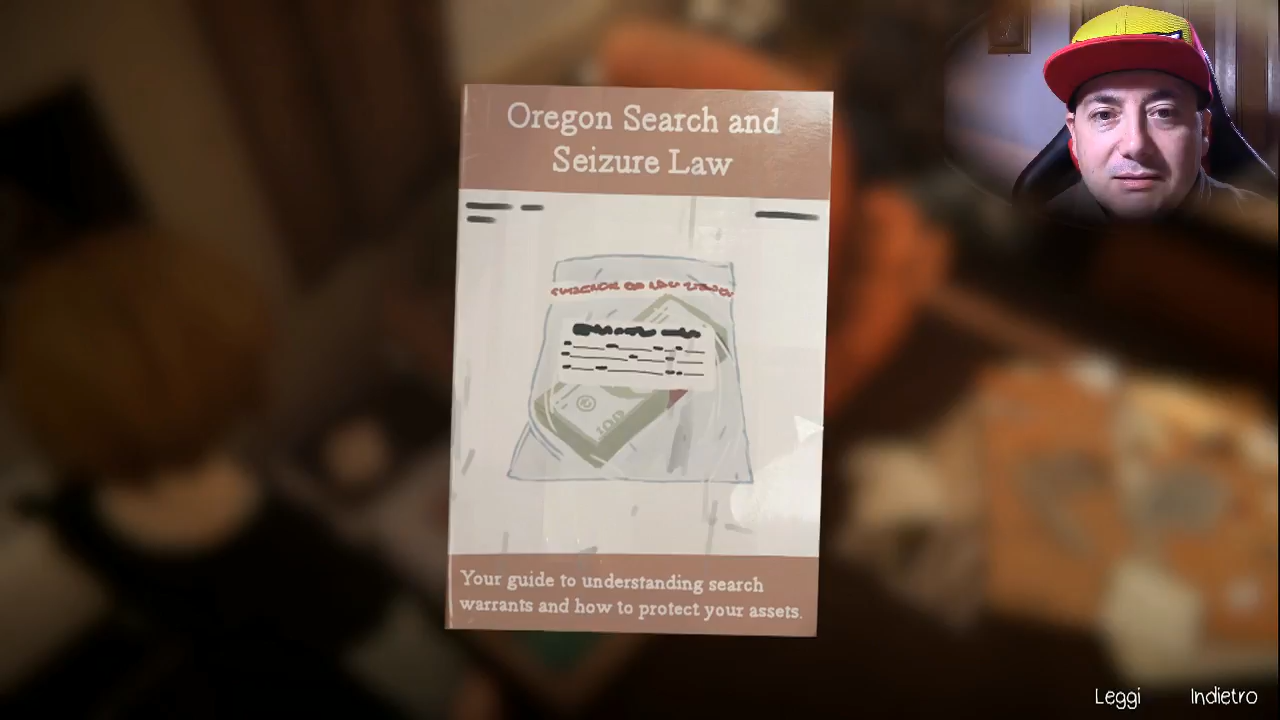 Oregon Search and
Seizure Law
Your guide to understanding search
warrants and how to protect your assets.
Leggi Indietro